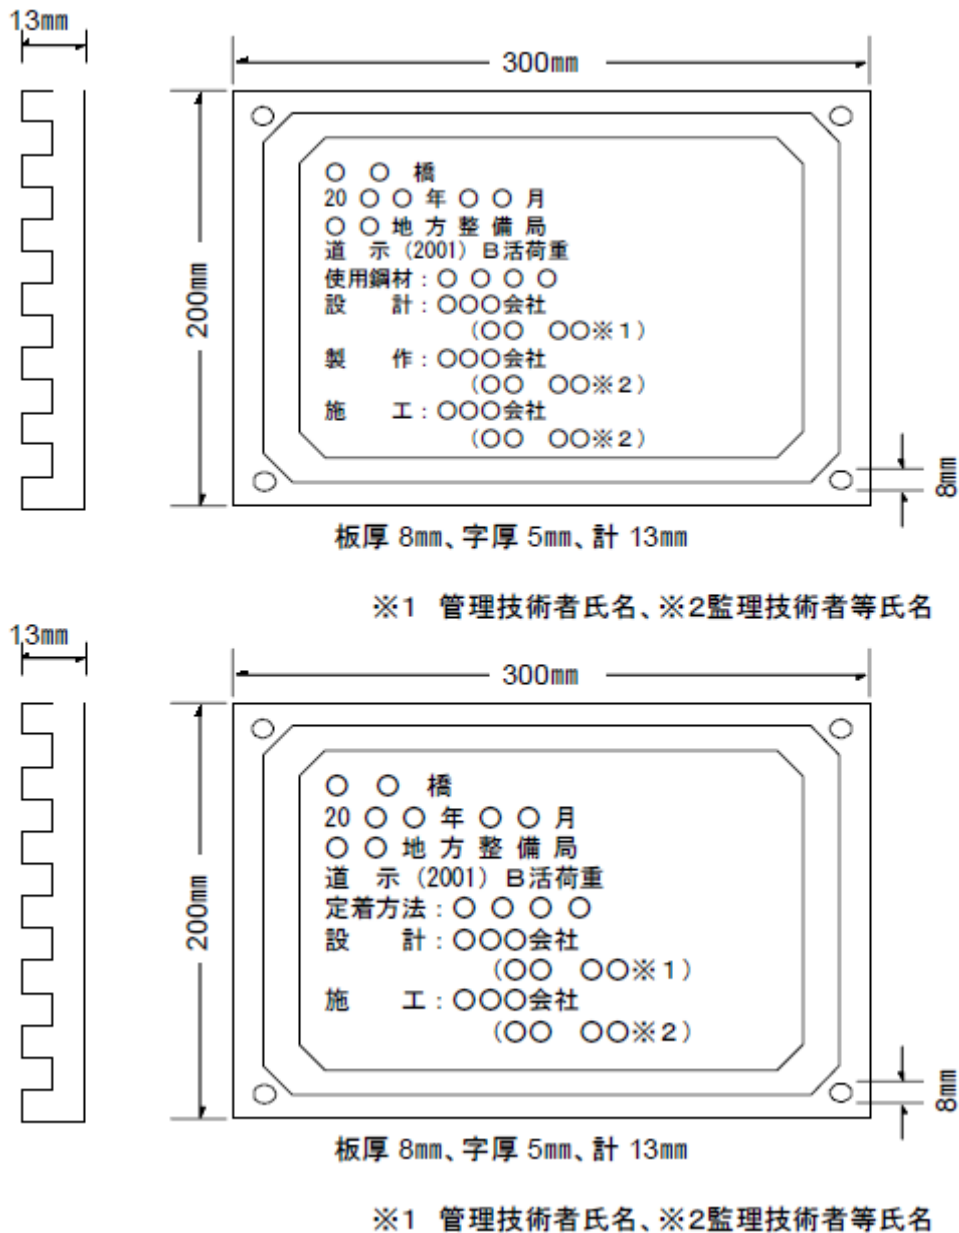 13㎜
300㎜
200㎜
○ ○ 橋
20 ○ ○ 年 ○ ○ 月
○ ○ 地 方 整 備 局
道 示 (2001) B活荷重
使用鋼材：○ ○ ○ ○
設 計：○○○会社
(○○ ○○※1)
製 作：○○○会社
(○○ ○○※2)
施 工：○○○会社
(○○ ○○※2)
8㎜
板厚 8㎜、字厚 5㎜、計 13㎜
※1 管理技術者氏名、※2監理技術者等氏名
13㎜
300㎜
200㎜
○ ○ 橋
20 ○ ○ 年 ○ ○ 月
○ ○ 地 方 整 備 局
道 示 (2001) B活荷重
定着方法：○ ○ ○ ○
設 計：○○○会社
(○○ ○○※1)
施 工：○○○会社
(○○ ○○※2)
8㎜
板厚 8㎜、字厚 5㎜、計 13㎜
※1 管理技術者氏名、※2監理技術者等氏名